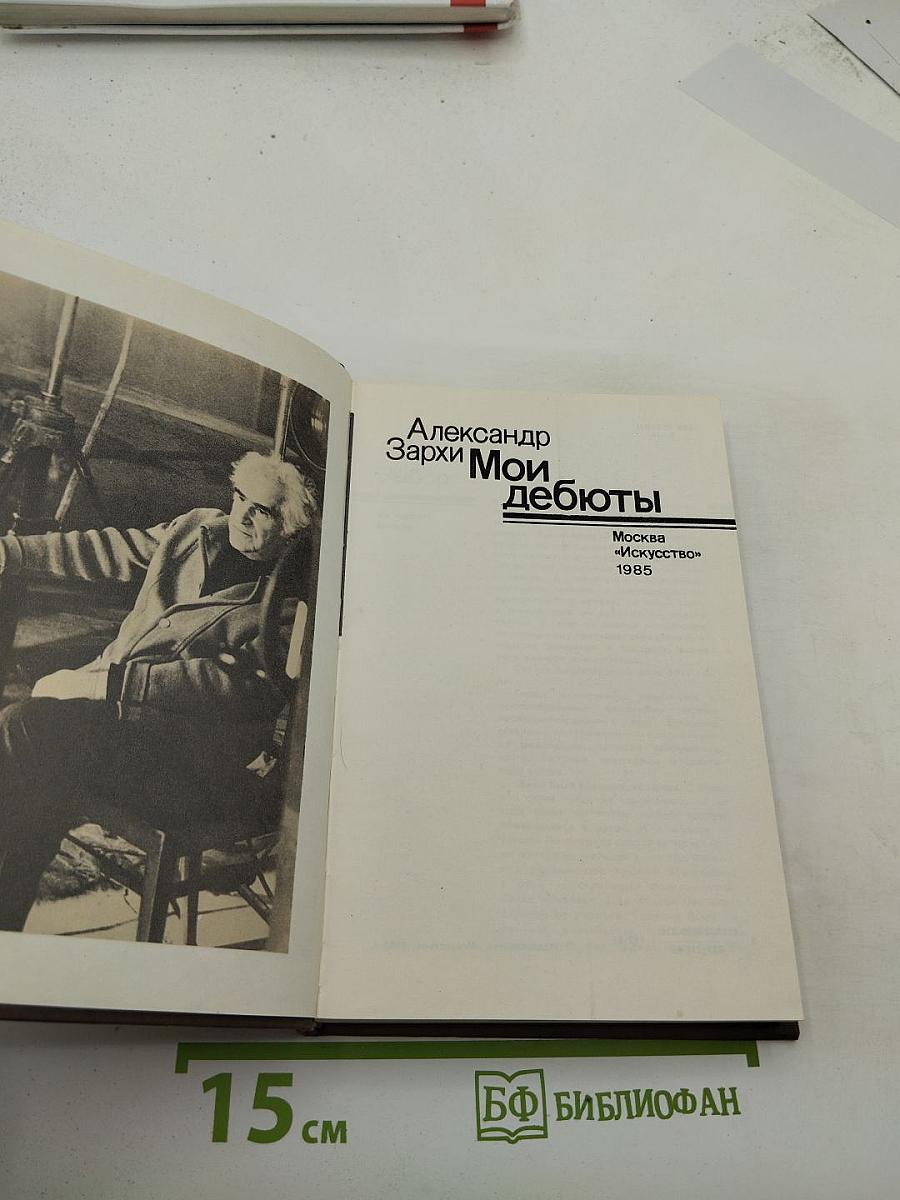 Александр
Зархи
Мои
дебюты
Москва
«Искусство»
1985
15 см
БФ БИБЛИОФАН